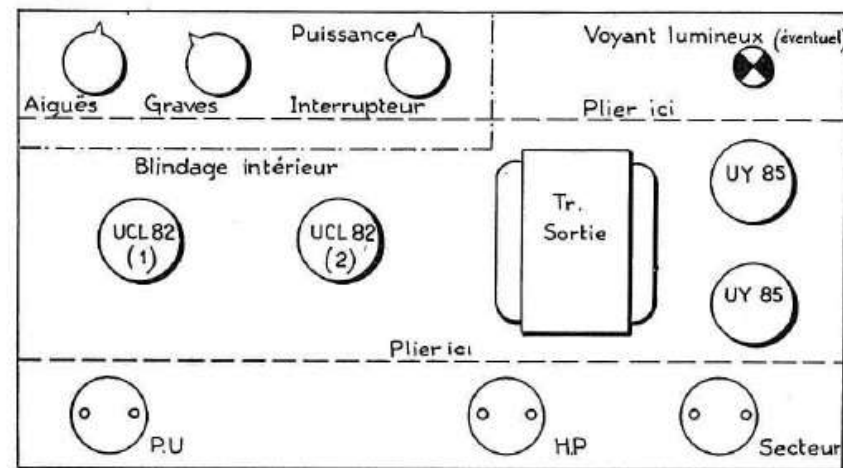 Puissance
Voyant lumineux (éventuel)
Aiguës
Graves
Interrupteur
Plier ici
Blindage intérieur
UCL 82
(1)
UCL 82
(2)
Tr.
Sortie
UY 85
UY 85
Plier ici
P.U
H.P
Secteur